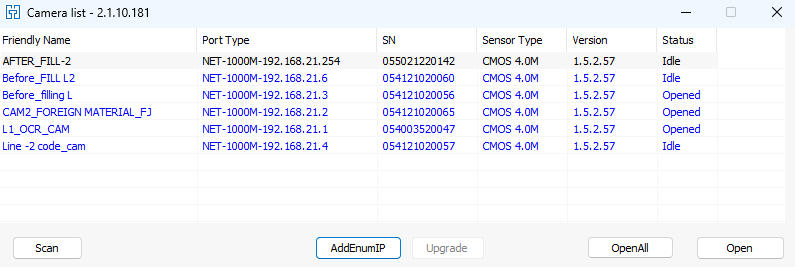 Camera list - 2.1.10.181
Friendly Name Port Type SN Sensor Type Version Status
AFTER_FILL-2 NET-1000M-192.168.21.254 055021220142 CMOS 4.0M 1.5.2.57 Idle
Before_FILL L2 NET-1000M-192.168.21.6 054121020060 CMOS 4.0M 1.5.2.57 Idle
Before_filling L NET-1000M-192.168.21.3 054121020056 CMOS 4.0M 1.5.2.57 Opened
CAM2_FOREIGN MATERIAL_FJ NET-1000M-192.168.21.2 054121020065 CMOS 4.0M 1.5.2.57 Opened
L1_OCR_CAM NET-1000M-192.168.21.1 054003520047 CMOS 4.0M 1.5.2.57 Opened
Line -2 code_cam NET-1000M-192.168.21.4 054121020057 CMOS 4.0M 1.5.2.57 Idle
Scan AddEnumIP Upgrade OpenAll Open